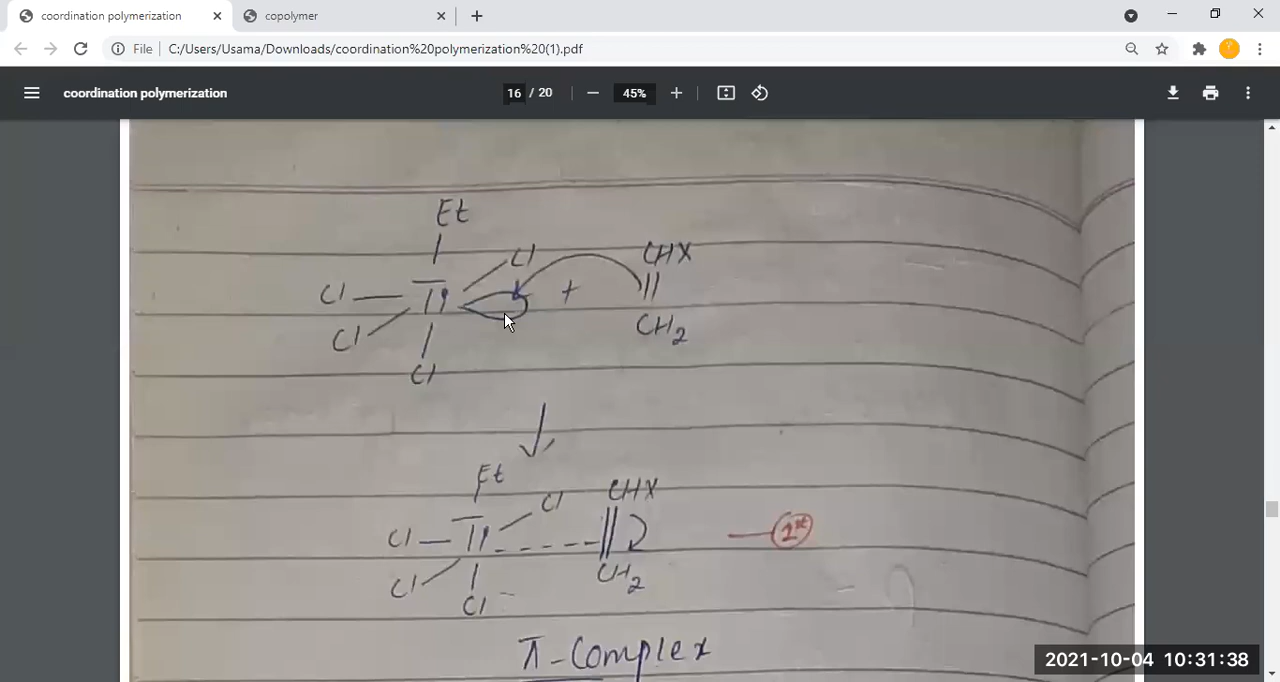 coordination polymerization
copolymer
File
C:/Users/Usama/Downloads/coordination%20polymerization%20(1).pdf
coordination polymerization
16 / 20
45%
Et
Cl
CHX
Cl
Ti
+
Cl
CH2
Cl
Et
Cl
CHX
Cl
Ti
1st
Cl
CH2
Cl
π-Complex
2021-10-04 10:31:38